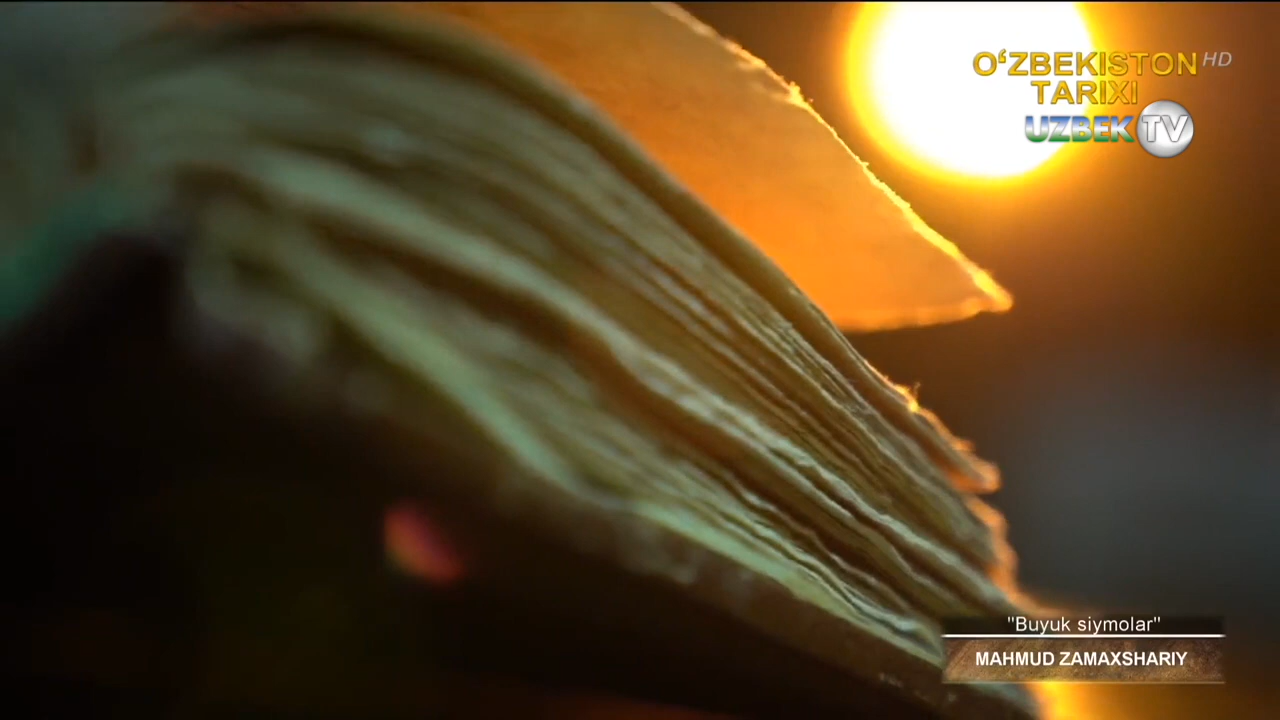 O‘ZBEKISTON HD
TARIXI
UZBEK TV
"Buyuk siymolar"
MAHMUD ZAMAXSHARIY